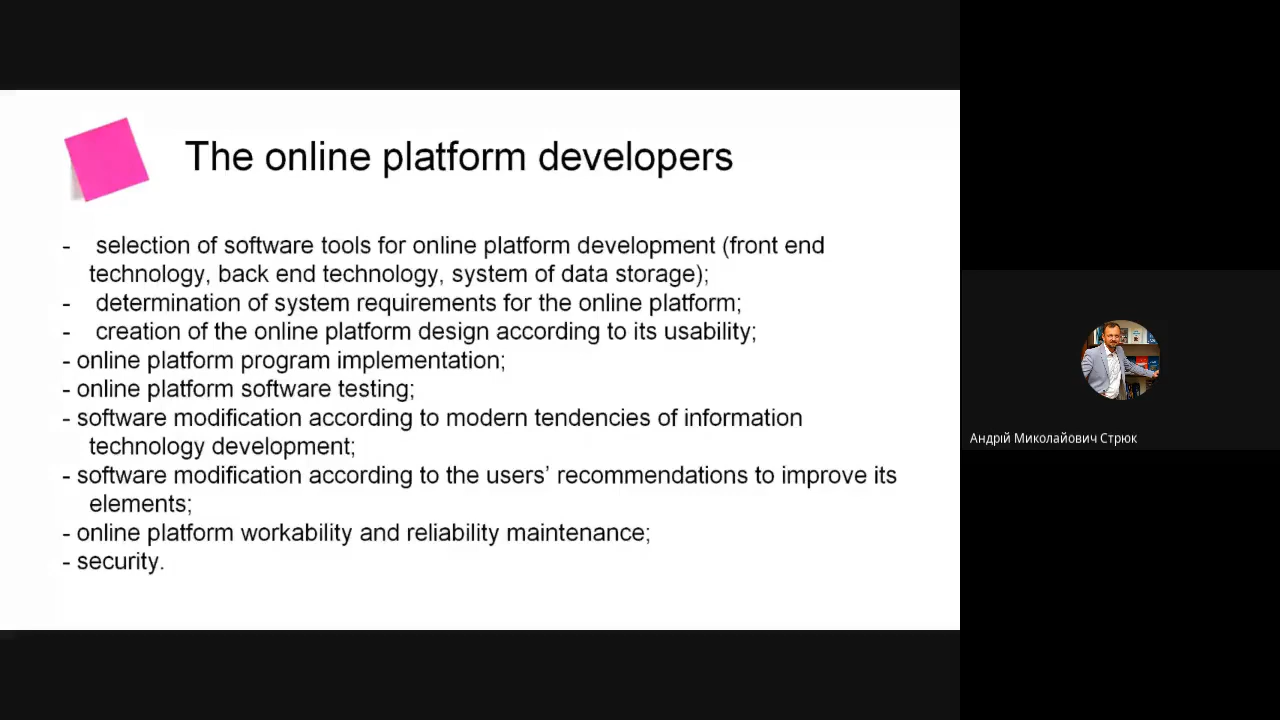 The online platform developers
- selection of software tools for online platform development (front end
technology, back end technology, system of data storage);
- determination of system requirements for the online platform;
- creation of the online platform design according to its usability;
- online platform program implementation;
- online platform software testing;
- software modification according to modern tendencies of information
technology development;
- software modification according to the users’ recommendations to improve its
elements;
- online platform workability and reliability maintenance;
- security.
Андрій Миколайович Стрюк